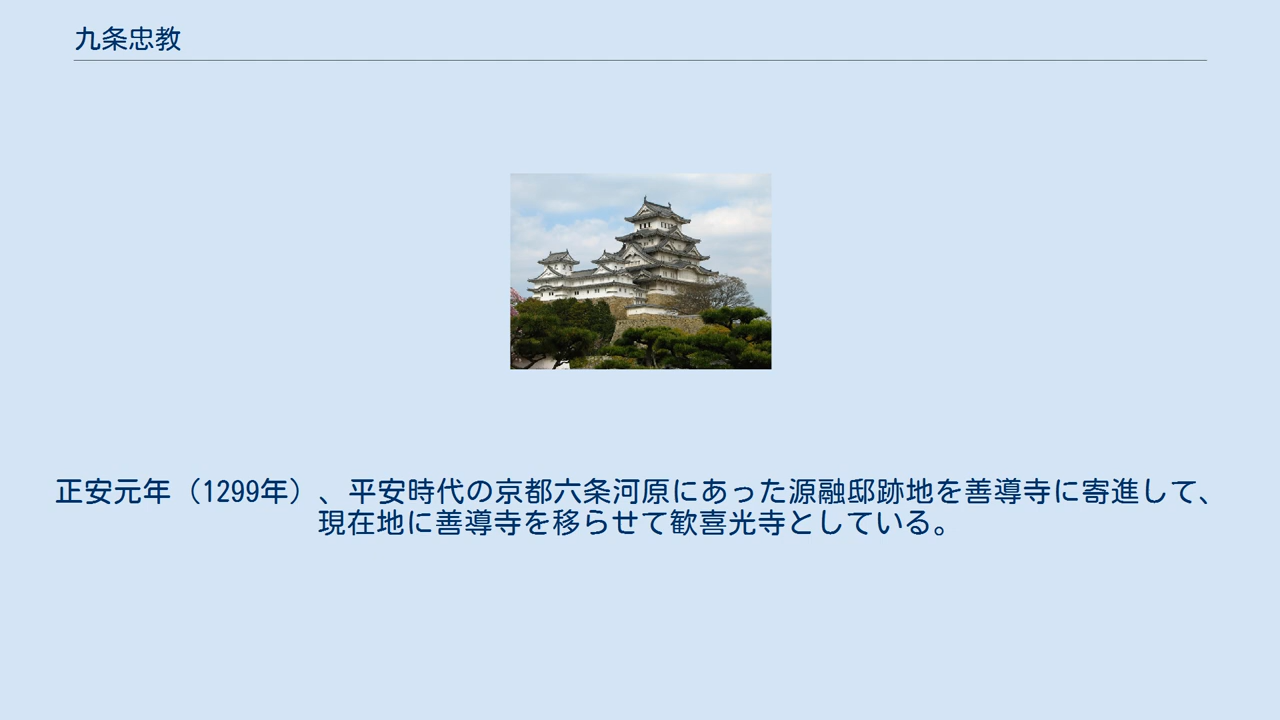 九条忠教
正安元年（1299年）、平安時代の京都六条河原にあった源融邸跡地を善導寺に寄進して、
現在地に善導寺を移らせて歓喜光寺としている。